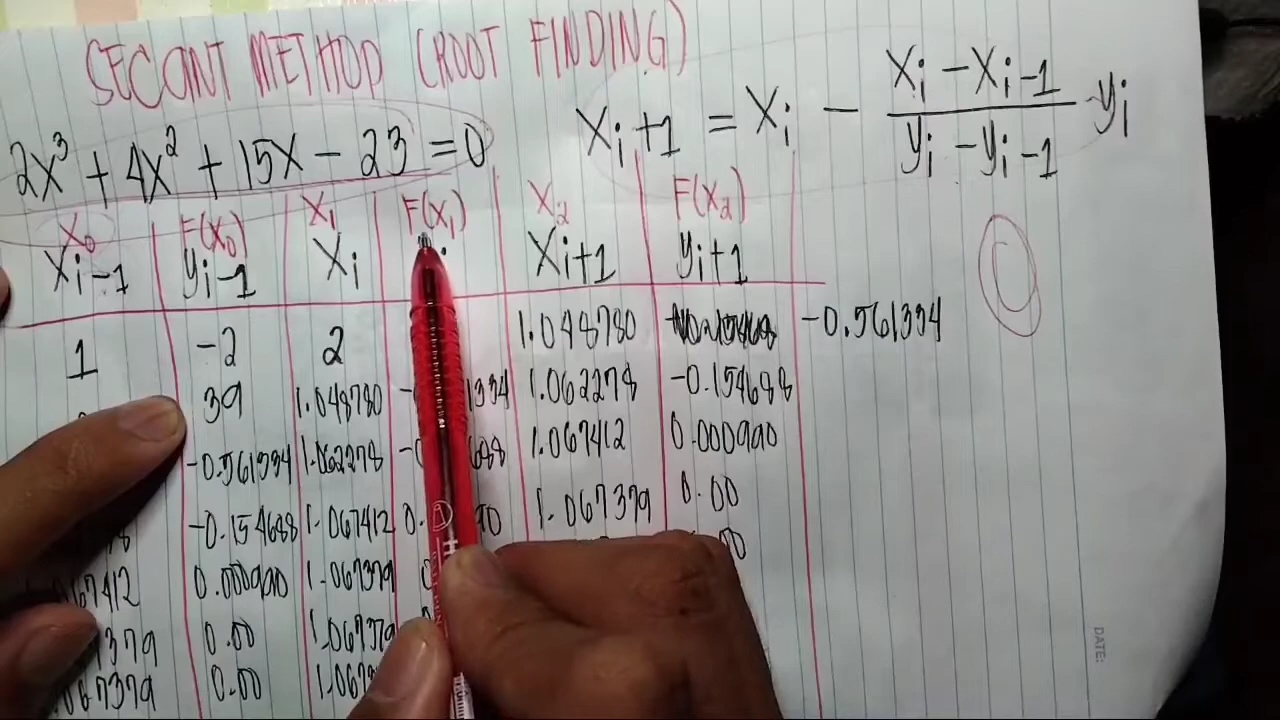 SECANT METHOD (ROOT FINDING)
2x³ + 4x² + 15x − 23 = 0
Xi+1 = Xi − (Xi − Xi−1)/(yi − yi−1) · yi
X₀ F(X₀) X₁ F(X₁) X₂ F(X₂)
Xi−1 yi−1 Xi Xi+1 yi+1
1 −2 2 1.048780 −0.561334
39 1.048780 1.062278 −0.154688
−0.561334 1.062278 1.067412 0.000990
−0.154688 1.067412 1.067379 0.00
0.000990 1.067379
0.00 1.067379
1.067379 0.00
DATE: